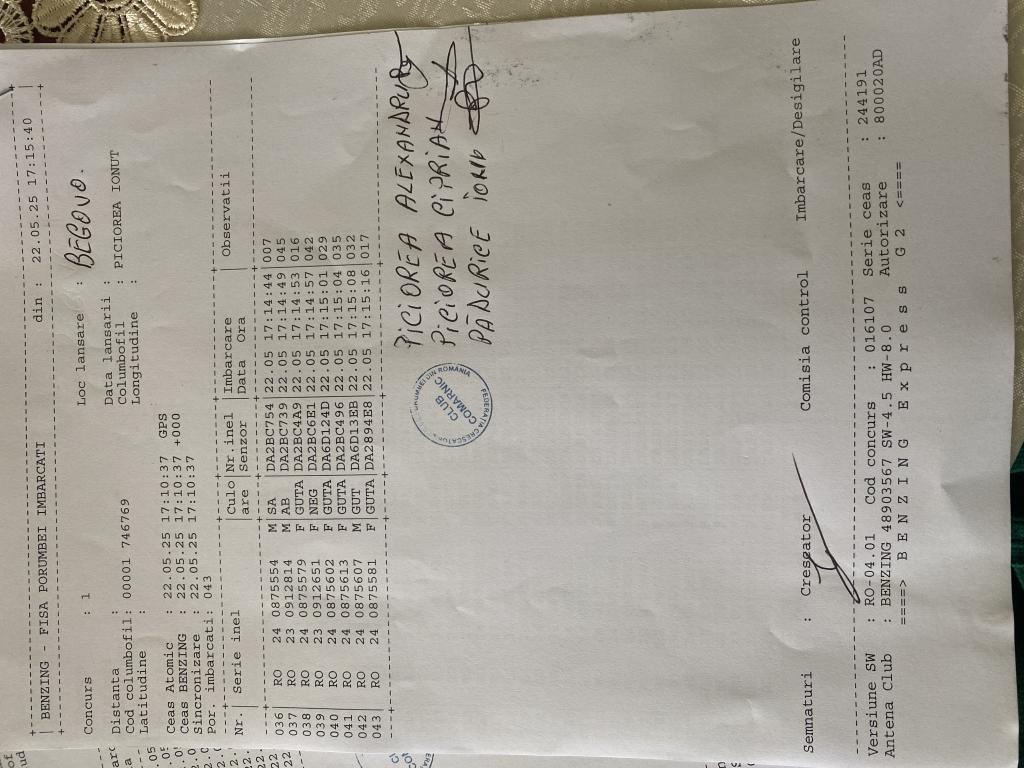 BENZING - FISA PORUMBEI IMBARCATI din : 22.05.25 17:15:40
Concurs : 1 Loc lansare : BEGOVO.
Distanta : Data lansarii :
Cod columbofil: 00001 746769 Columbofil : PICIOREA IONUT
Latitudine : Longitudine :
Ceas Atomic : 22.05.25 17:10:37 GPS
Ceas BENZING : 22.05.25 17:10:37 +000
Sincronizare : 22.05.25 17:10:37
Por. imbarcati: 043
Nr. | Serie inel | Culo | Nr.inel | Imbarcare | Observatii
are | Senzor | Data Ora
036 RO 24 0875554 M SA DA2BC754 22.05 17:14:44 007
037 RO 23 0912814 M AB DA2BC739 22.05 17:14:49 045
038 RO 24 0875579 F GUTA DA2BC4A9 22.05 17:14:53 016
039 RO 23 0912651 F NEG DA2BC6E1 22.05 17:14:57 042
040 RO 24 0875602 F GUTA DA6D124D 22.05 17:15:01 029
041 RO 24 0875613 F GUTA DA2BC496 22.05 17:15:04 035
042 RO 24 0875607 M GUT DA6D13EB 22.05 17:15:08 032
043 RO 24 0875581 F GUTA DA2894E8 22.05 17:15:16 017
PICIOREA ALEXANDRU
PICIOREA CIPRIAN
PĂDURICE IOAN
CLUB
COMARNIC
FEDERATIA CRESCATOR DIN ROMANIA
Semnaturi : Crescator Comisia control Imbarcare/Desigilare
Versiune SW : RO-04.01 Cod concurs : 016107 Serie ceas : 244191
Antena Club : BENZING 48903567 SW-4.5 HW-8.0 Autorizare : 800020AD
====> B E N Z I N G E x p r e s s G 2 <====